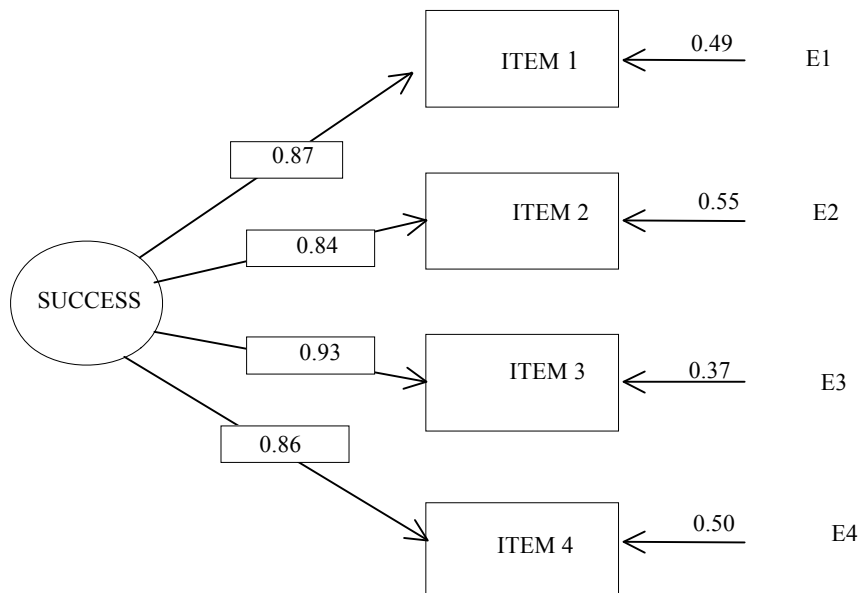 0.49
ITEM 1
E1
0.87
0.55
ITEM 2
E2
0.84
SUCCESS
0.93
ITEM 3
0.37
E3
0.86
0.50
ITEM 4
E4